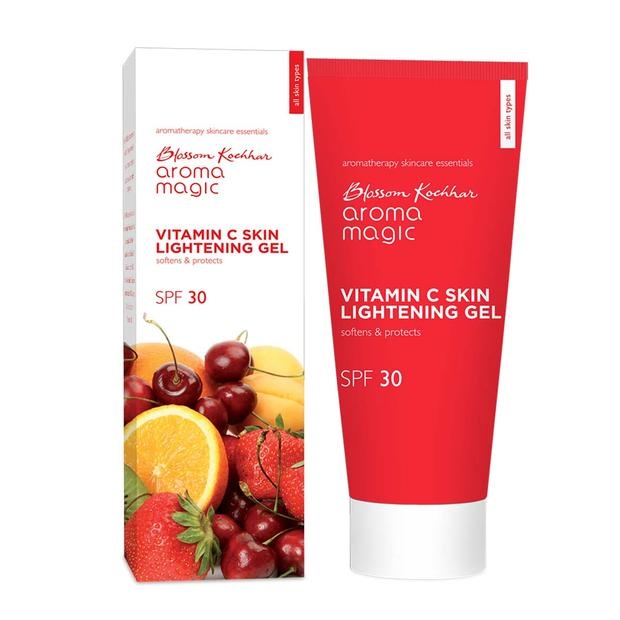 all skin types
aromatherapy skincare essentials
Blossom Kochhar
aroma
magic
VITAMIN C SKIN
LIGHTENING GEL
softens & protects
SPF 30
all skin types
aromatherapy skincare essentials
Blossom Kochhar
aroma
magic
VITAMIN C SKIN
LIGHTENING GEL
softens & protects
SPF 30